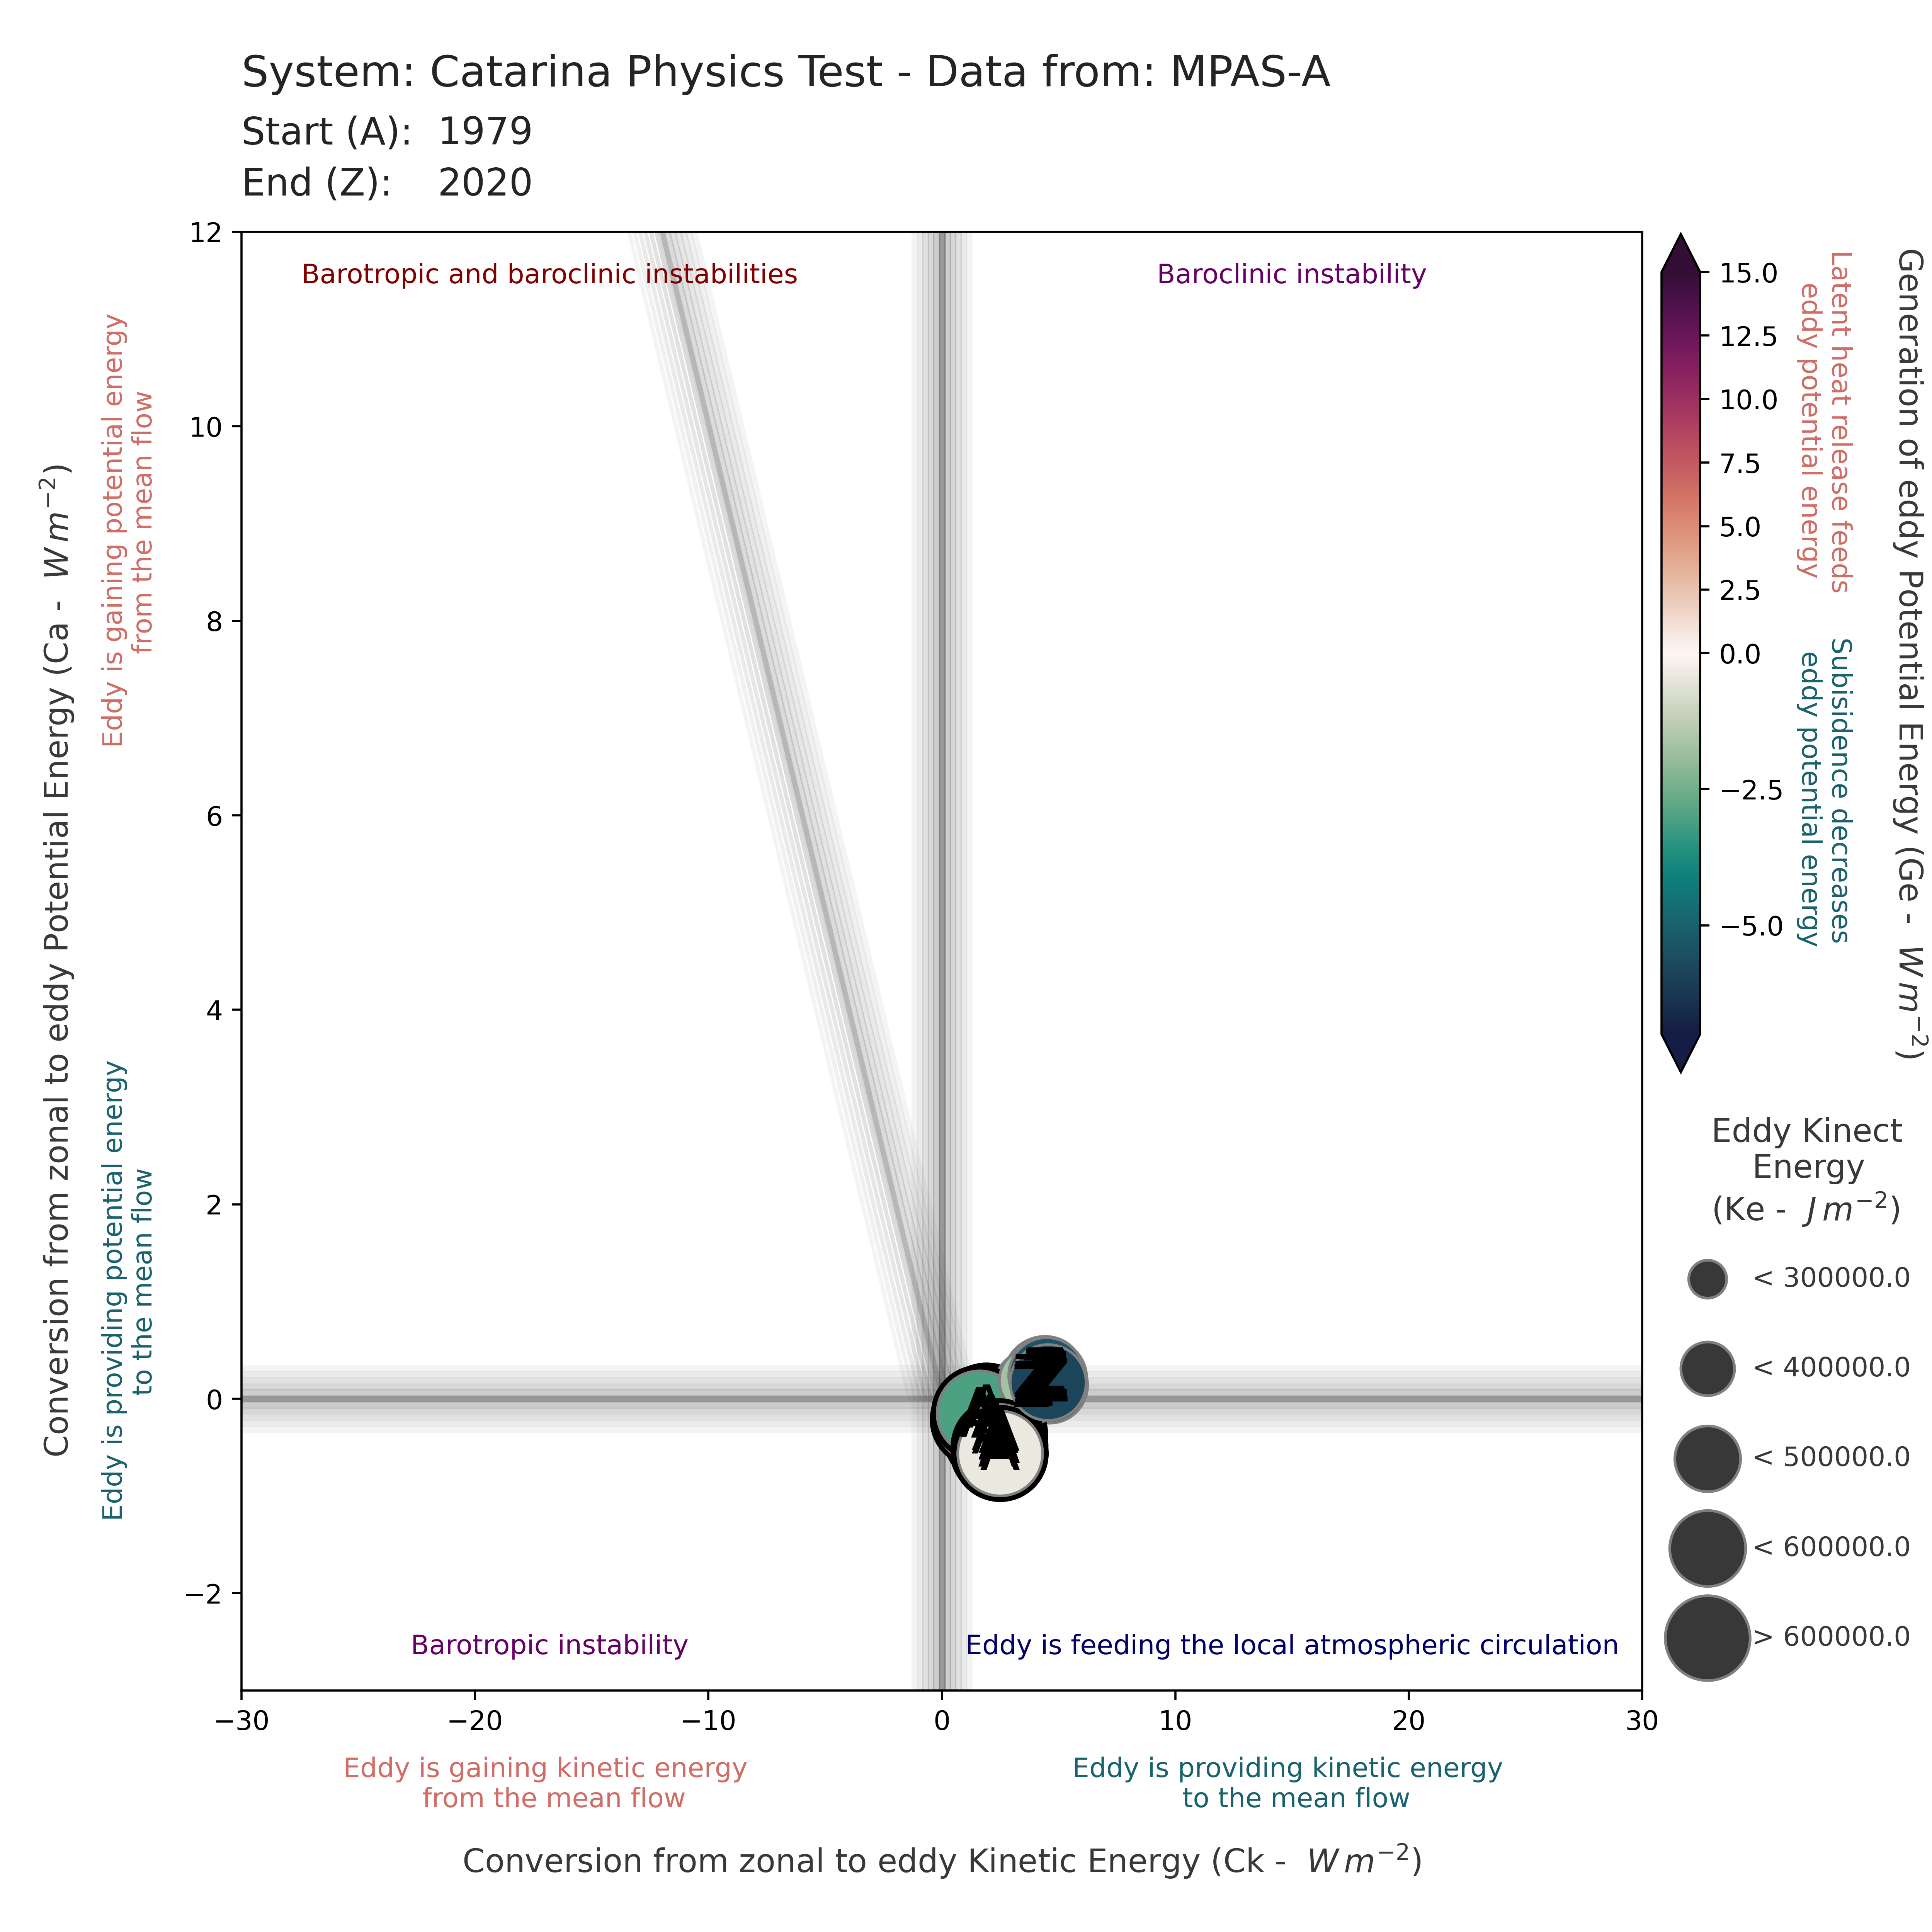 System: Catarina Physics Test - Data from: MPAS-A
Start (A): 1979
End (Z): 2020
12
10
8
6
4
2
0
−2
−30
−20
−10
0
10
20
30
Barotropic and baroclinic instabilities
Baroclinic instability
Barotropic instability
Eddy is feeding the local atmospheric circulation
Z
A
Conversion from zonal to eddy Potential Energy (Ca - W m⁻²)
Eddy is gaining potential energy
from the mean flow
Eddy is providing potential energy
to the mean flow
Eddy is gaining kinetic energy
from the mean flow
Eddy is providing kinetic energy
to the mean flow
Conversion from zonal to eddy Kinetic Energy (Ck - W m⁻²)
15.0
12.5
10.0
7.5
5.0
2.5
0.0
−2.5
−5.0
Latent heat release feeds
eddy potential energy
Subisidence decreases
eddy potential energy
Generation of eddy Potential Energy (Ge - W m⁻²)
Eddy Kinect
Energy
(Ke - J m⁻²)
< 300000.0
< 400000.0
< 500000.0
< 600000.0
> 600000.0